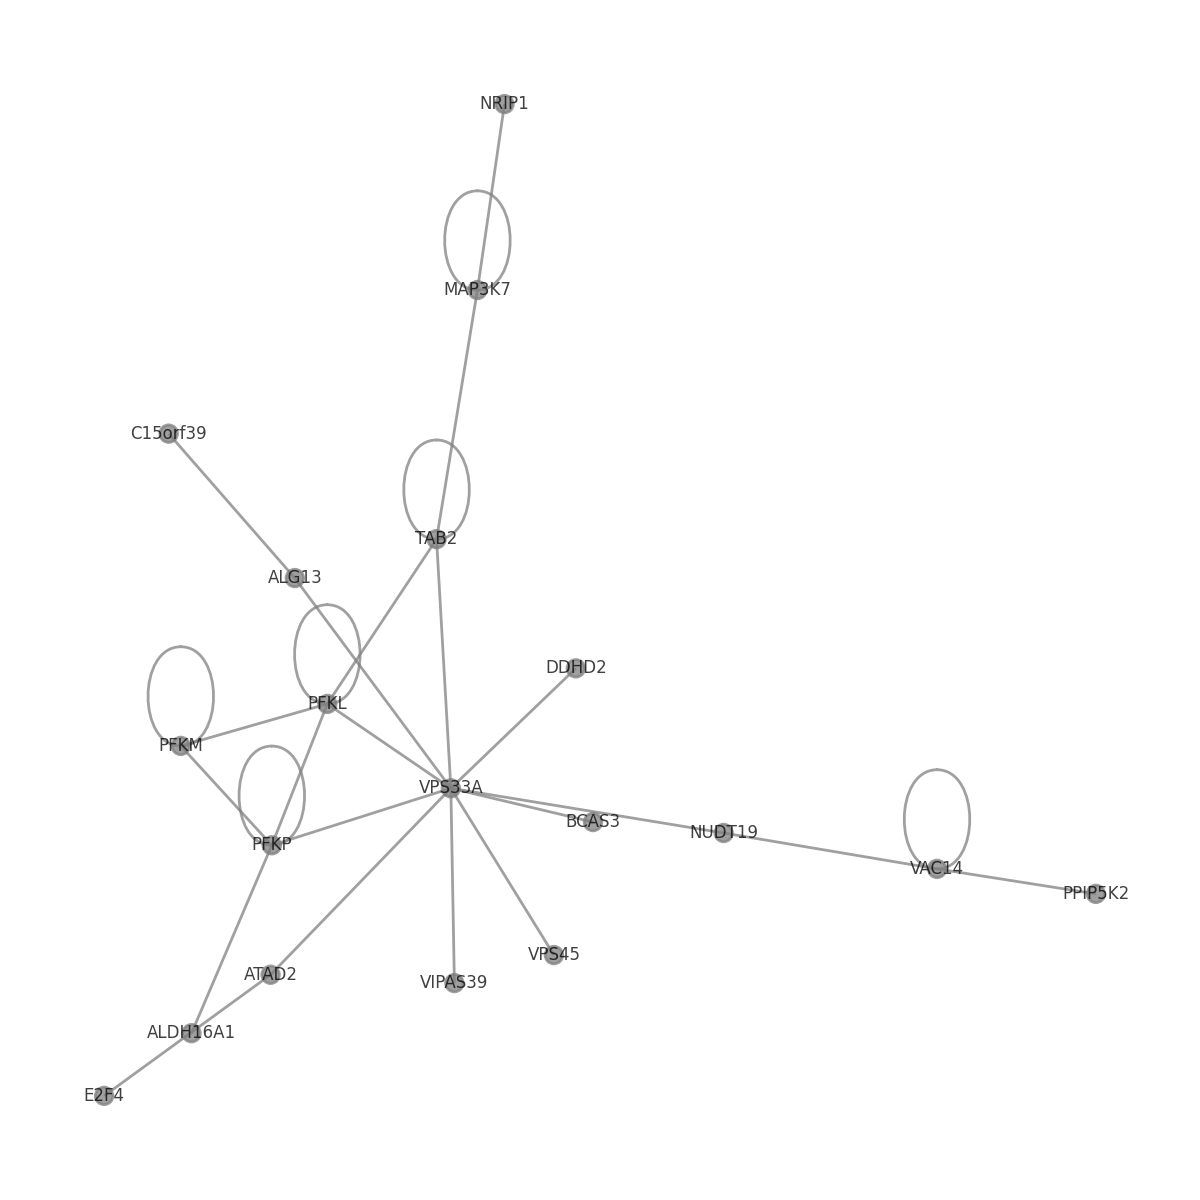 NRIP1
MAP3K7
C15orf39
TAB2
ALG13
DDHD2
PFKL
PFKM
VPS33A
BCAS3
NUDT19
PFKP
VAC14
PPIP5K2
VPS45
ATAD2
VIPAS39
ALDH16A1
E2F4